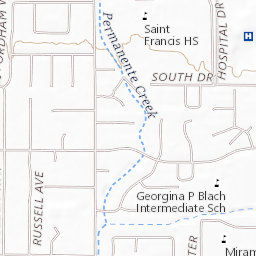 Permanente Creek
Saint
Francis HS
HOSPITAL DR
H
SOUTH DR
RUSSELL AVE
Georgina P Blach
Intermediate Sch